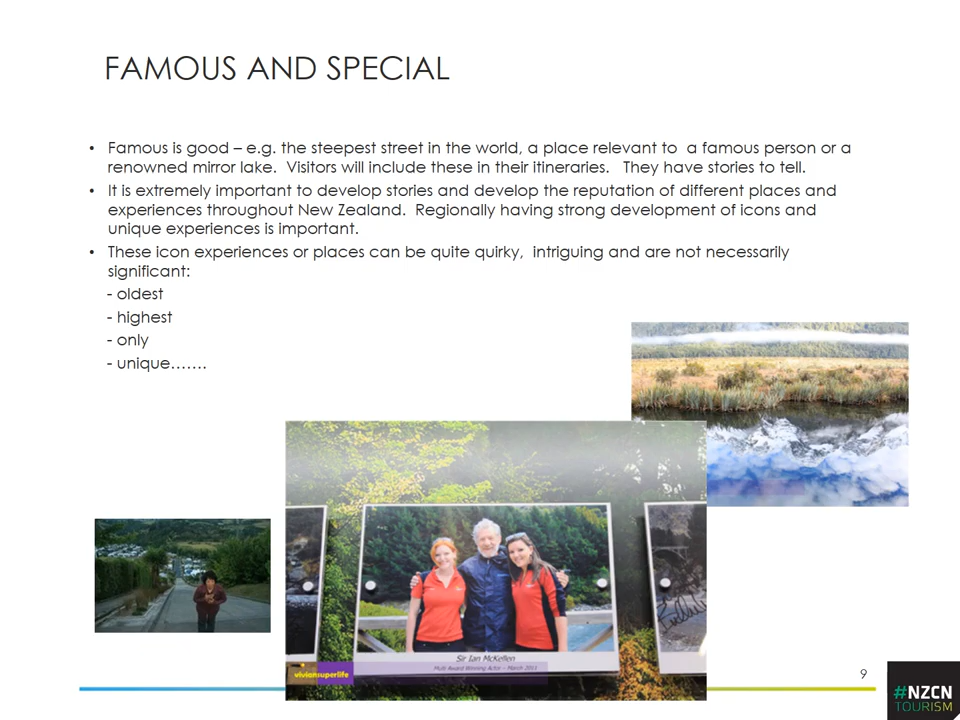 FAMOUS AND SPECIAL
• Famous is good – e.g. the steepest street in the world, a place relevant to a famous person or a
renowned mirror lake. Visitors will include these in their itineraries. They have stories to tell.
• It is extremely important to develop stories and develop the reputation of different places and
experiences throughout New Zealand. Regionally having strong development of icons and
unique experiences is important.
• These icon experiences or places can be quite quirky, intriguing and are not necessarily
significant:
- oldest
- highest
- only
- unique…….
Sir Ian McKellen
Multi Award Winning Actor – March 2011
viviansuperlife
9
#NZCN
TOURISM